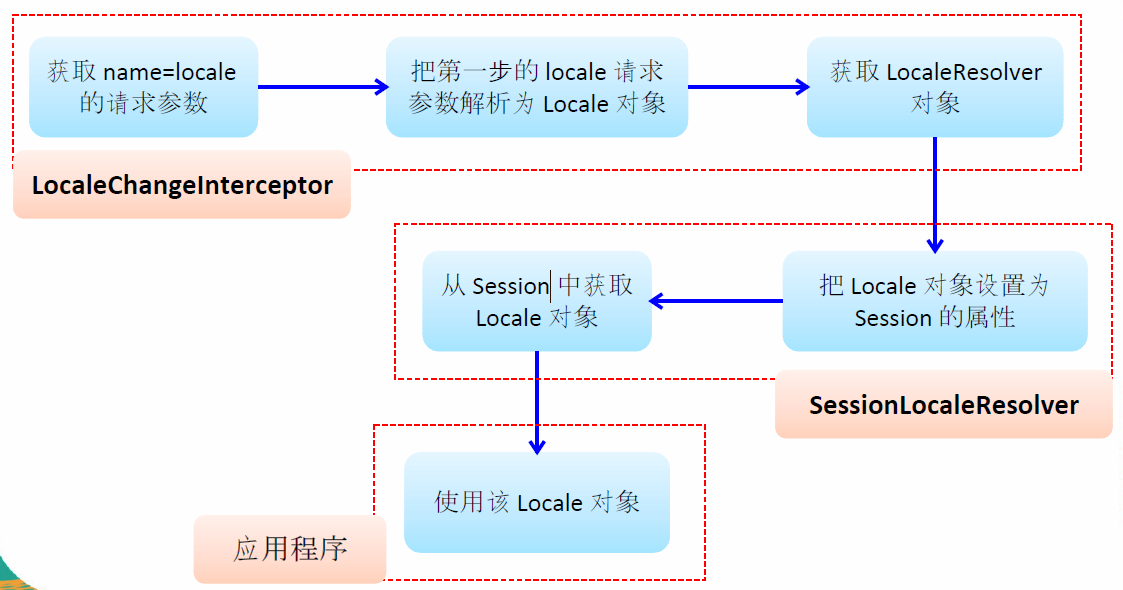 获取 name=locale
的请求参数
把第一步的 locale 请求
参数解析为 Locale 对象
获取 LocaleResolver
对象
LocaleChangeInterceptor
从 Session 中获取
Locale 对象
把 Locale 对象设置为
Session 的属性
SessionLocaleResolver
使用该 Locale 对象
应用程序